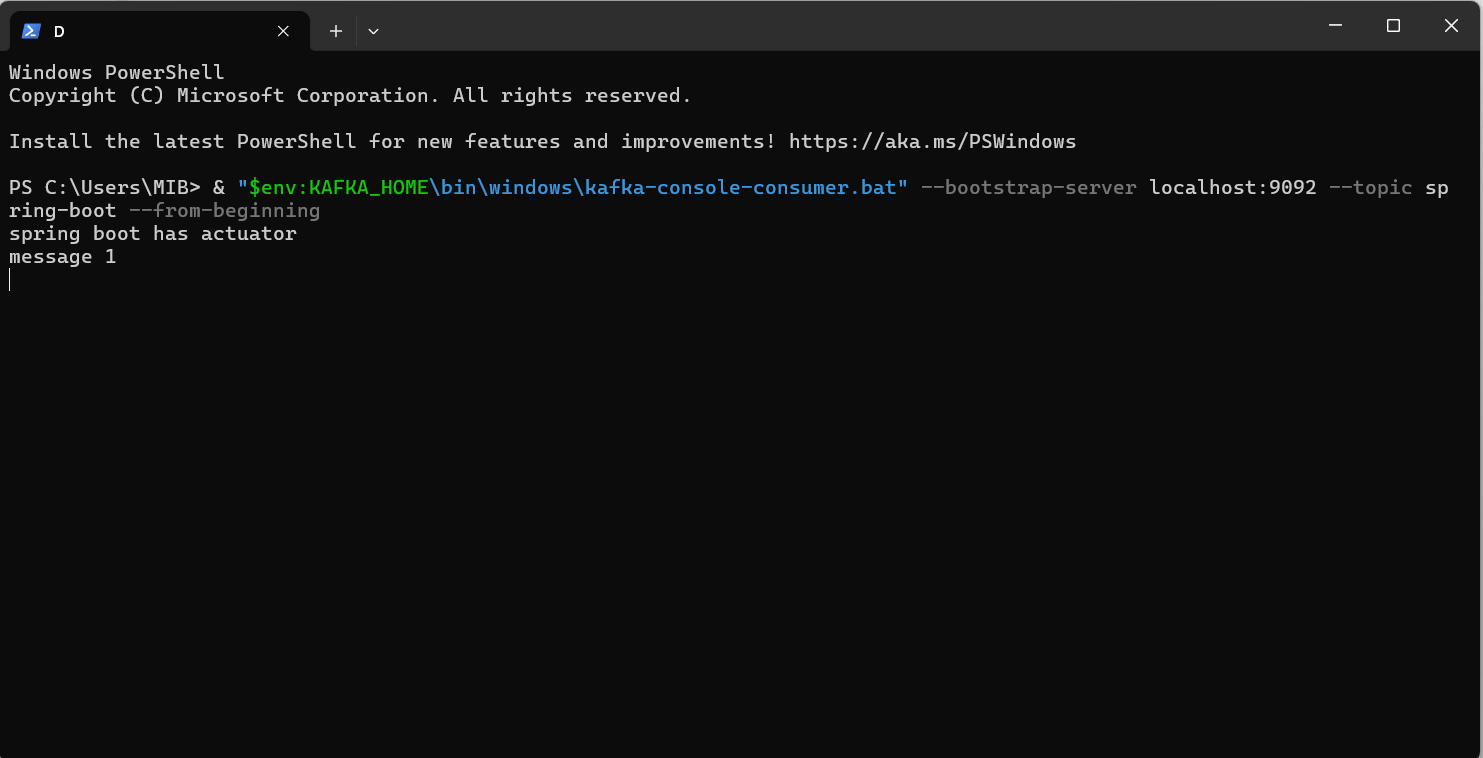 D
Windows PowerShell
Copyright (C) Microsoft Corporation. All rights reserved.
Install the latest PowerShell for new features and improvements! https://aka.ms/PSWindows
PS C:\Users\MIB> & "$env:KAFKA_HOME\bin\windows\kafka-console-consumer.bat" --bootstrap-server localhost:9092 --topic sp
ring-boot --from-beginning
spring boot has actuator
message 1